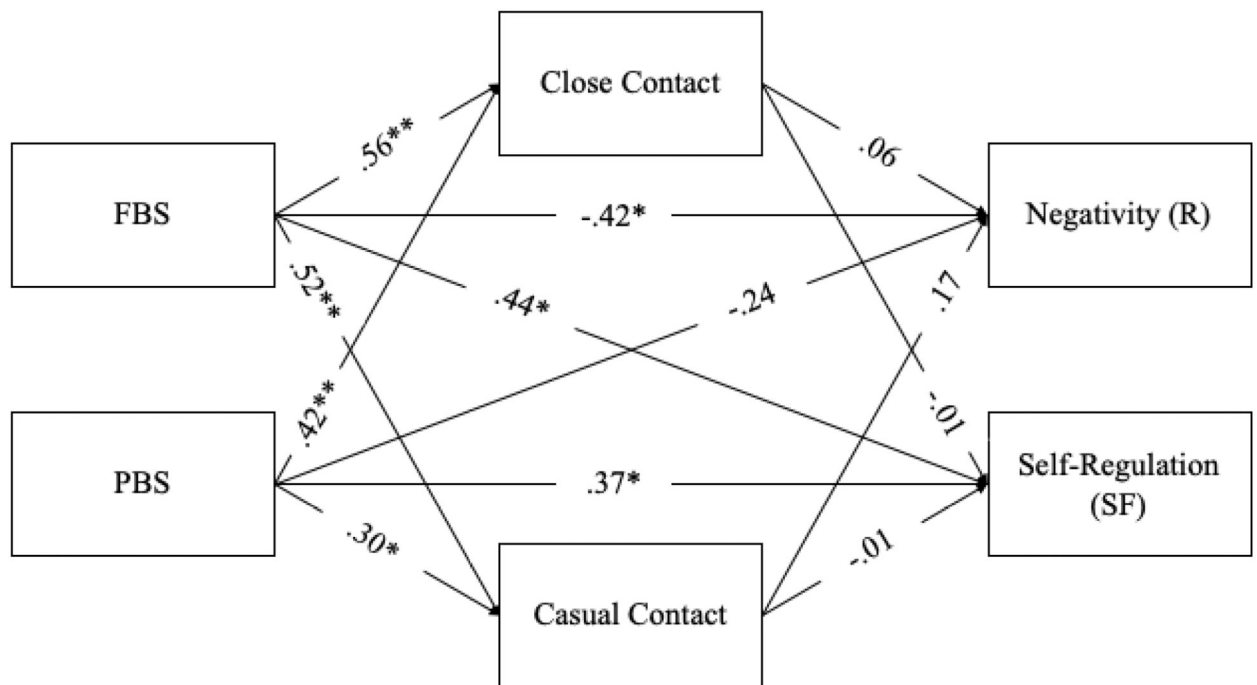 Close Contact
.56**
.06
FBS
-.42*
Negativity (R)
.52**
.44*
-.24
.17
.42**
-.01
PBS
.37*
Self-Regulation
(SF)
.30*
-.01
Casual Contact